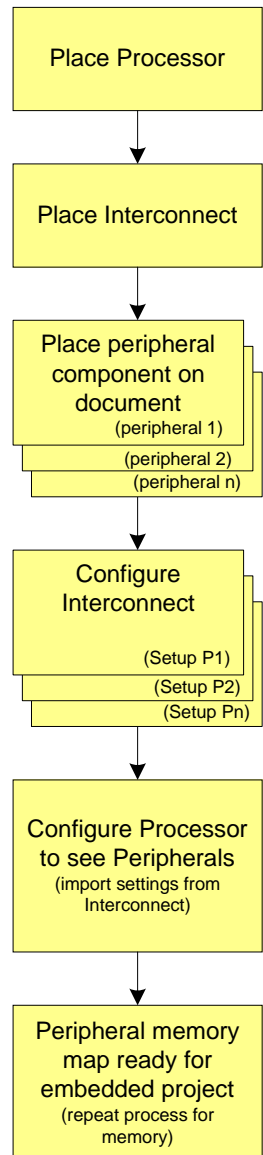 Place Processor
Place Interconnect
Place peripheral
component on
document
(peripheral 1)
(peripheral 2)
(peripheral n)
Configure
Interconnect
(Setup P1)
(Setup P2)
(Setup Pn)
Configure Processor
to see Peripherals
(import settings from
Interconnect)
Peripheral memory
map ready for
embedded project
(repeat process for
memory)